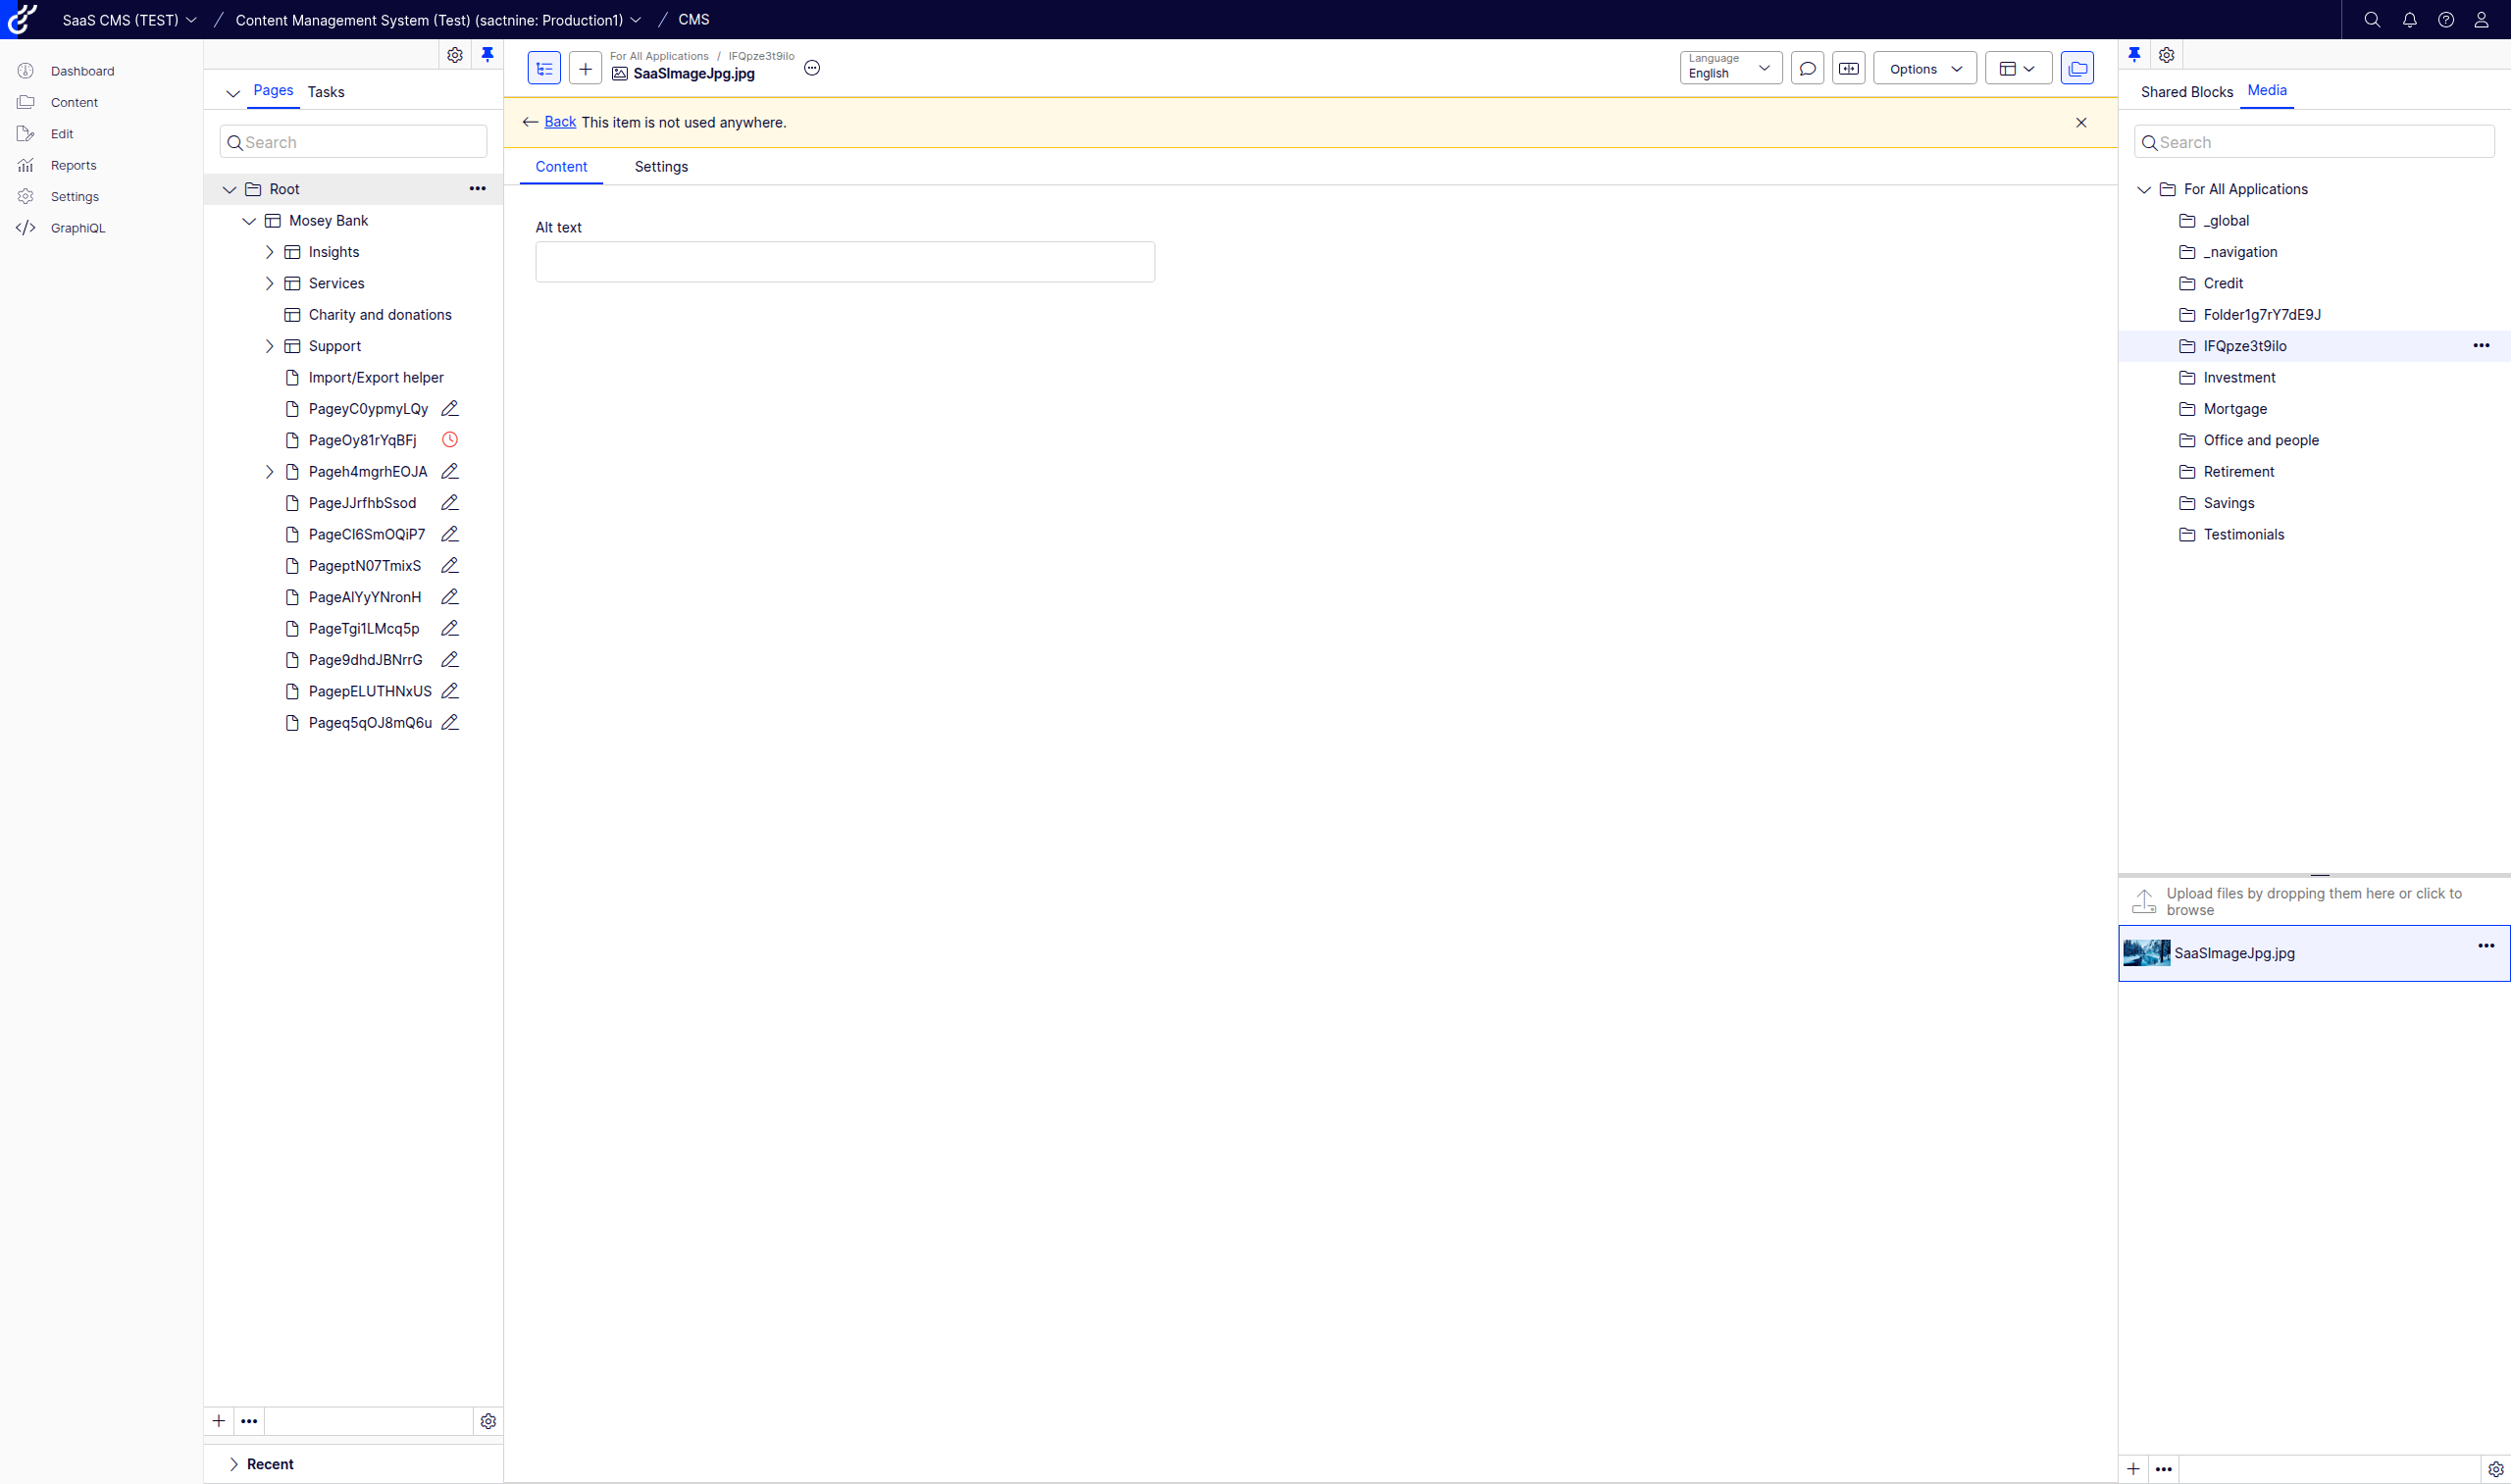 SaaS CMS (TEST) / Content Management System (Test) (sactnine: Production1) / CMS
Dashboard
Content
Edit
Reports
Settings
GraphiQL
Pages Tasks
Search
Root
Mosey Bank
Insights
Services
Charity and donations
Support
Import/Export helper
PageyC0ypmyLQy
PageOy81rYqBFj
Pageh4mgrhEOJA
PageJJrfhbSsod
PageCl6SmOQiP7
PageptN07TmixS
PageAlYyYNronH
PageTgi1LMcq5p
Page9dhdJBNrrG
PagepELUTHNxUS
Pageq5qOJ8mQ6u
Recent
For All Applications / IFQpze3t9ilo
SaaSImageJpg.jpg
Language
English
Options
Back This item is not used anywhere.
Content Settings
Alt text
Shared Blocks Media
Search
For All Applications
_global
_navigation
Credit
Folder1g7rY7dE9J
IFQpze3t9ilo
Investment
Mortgage
Office and people
Retirement
Savings
Testimonials
Upload files by dropping them here or click to
browse
SaaSImageJpg.jpg